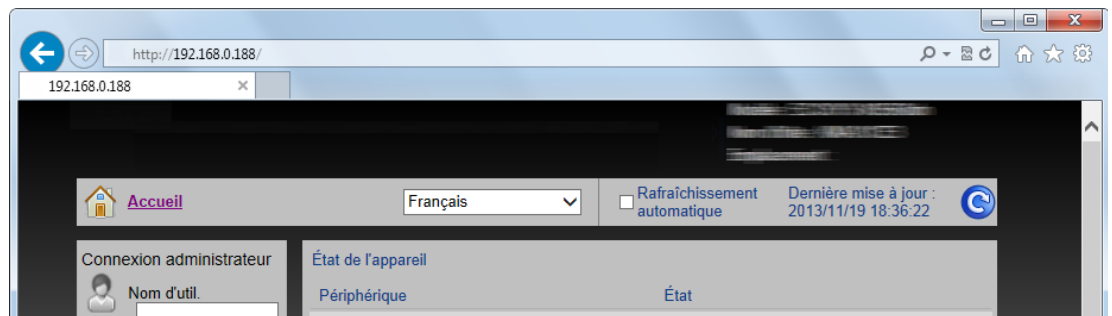 http://192.168.0.188/
192.168.0.188
Accueil
Français
Rafraîchissement
automatique
Dernière mise à jour :
2013/11/19 18:36:22
Connexion administrateur
Nom d'util.
État de l'appareil
Périphérique
État